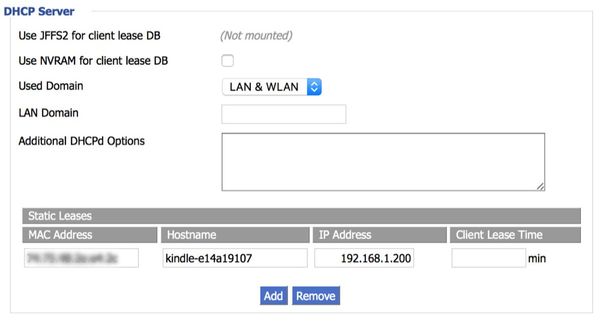 DHCP Server
Use JFFS2 for client lease DB (Not mounted)
Use NVRAM for client lease DB
Used Domain LAN & WLAN
LAN Domain
Additional DHCPd Options
Static Leases
MAC Address Hostname IP Address Client Lease Time
kindle-e14a19107 192.168.1.200 min
Add Remove